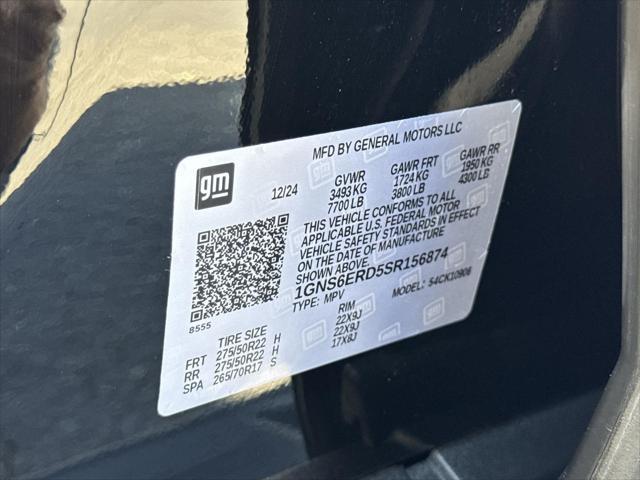 MFD BY GENERAL MOTORS LLC
gm
12/24
GVWR GAWR FRT GAWR RR
3493 KG 1724 KG 1950 KG
7700 LB 3800 LB 4300 LB
THIS VEHICLE CONFORMS TO ALL
APPLICABLE U.S. FEDERAL MOTOR
VEHICLE SAFETY STANDARDS IN EFFECT
ON THE DATE OF MANUFACTURE
SHOWN ABOVE.
1GNS6ERD5SR156874
TYPE: MPV MODEL: 54CK10906
8555
TIRE SIZE RIM
FRT 275/50R22 H 22X9J
RR 275/50R22 H 22X9J
SPA 265/70R17 S 17X8J